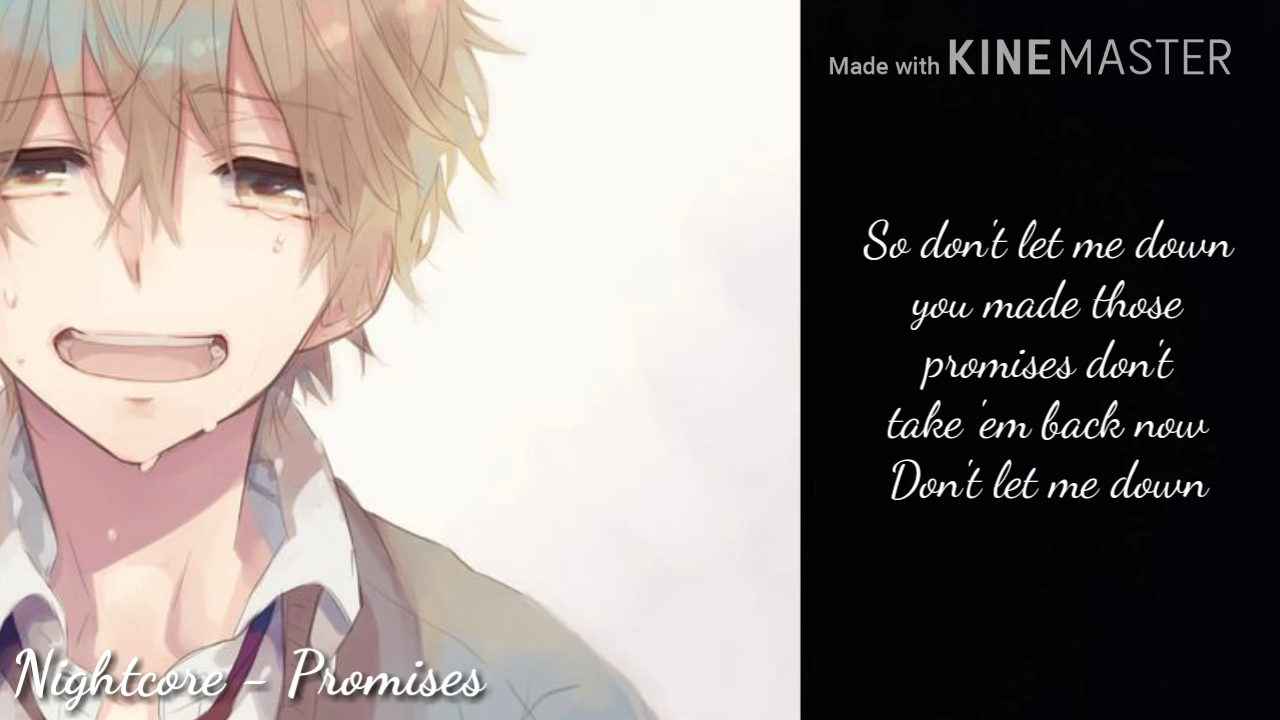 Made with KINEMASTER
So don't let me down
you made those
promises don't
take 'em back now
Don't let me down
Nightcore - Promises